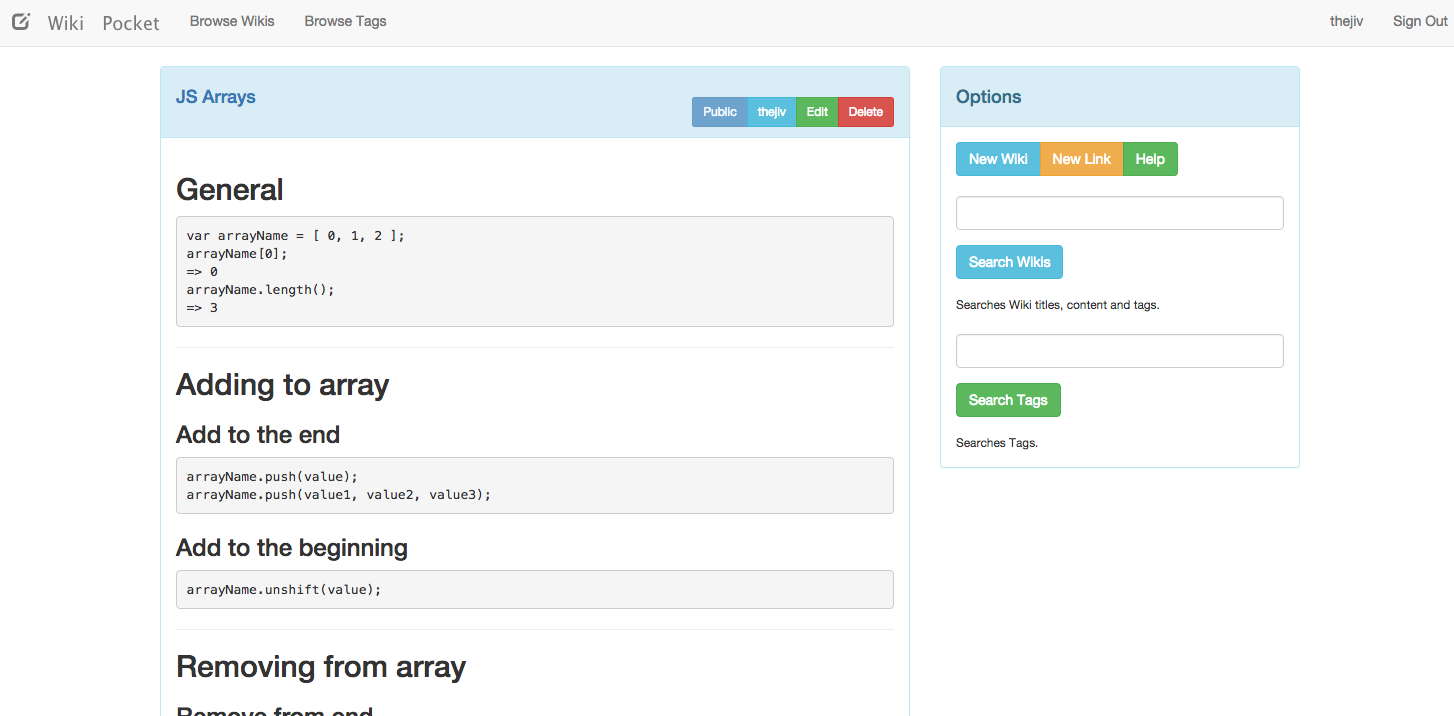 Wiki Pocket Browse Wikis Browse Tags thejiv Sign Out
JS Arrays
Public thejiv Edit Delete
General
var arrayName = [ 0, 1, 2 ];
arrayName[0];
=> 0
arrayName.length();
=> 3
Adding to array
Add to the end
arrayName.push(value);
arrayName.push(value1, value2, value3);
Add to the beginning
arrayName.unshift(value);
Removing from array
Remove from end
Options
New Wiki New Link Help
Search Wikis
Searches Wiki titles, content and tags.
Search Tags
Searches Tags.